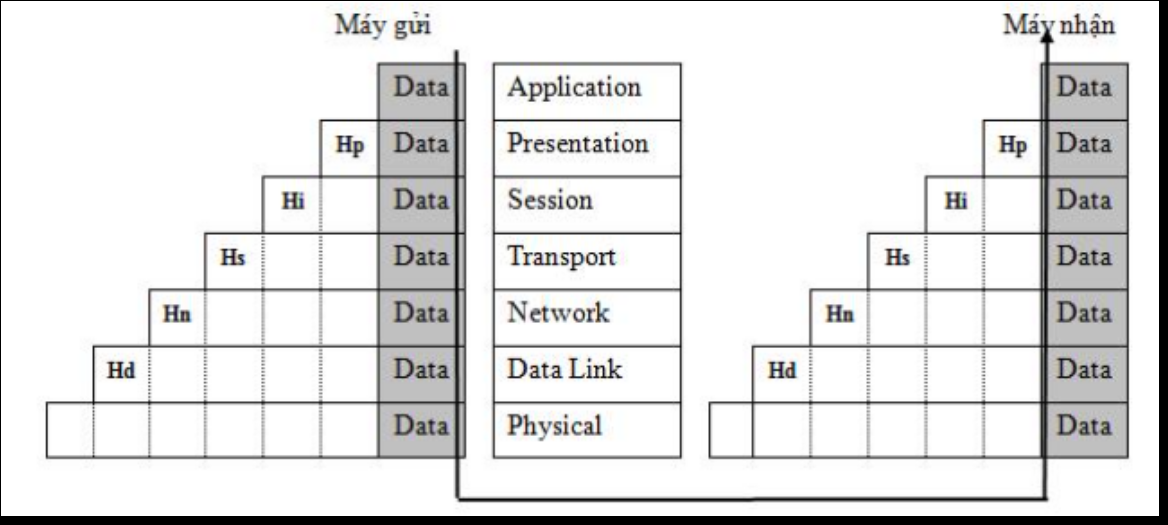 Máy gửi Máy nhận
Data Application Data
Hp Data Presentation Hp Data
Hi Data Session Hi Data
Hs Data Transport Hs Data
Hn Data Network Hn Data
Hd Data Data Link Hd Data
Data Physical Data